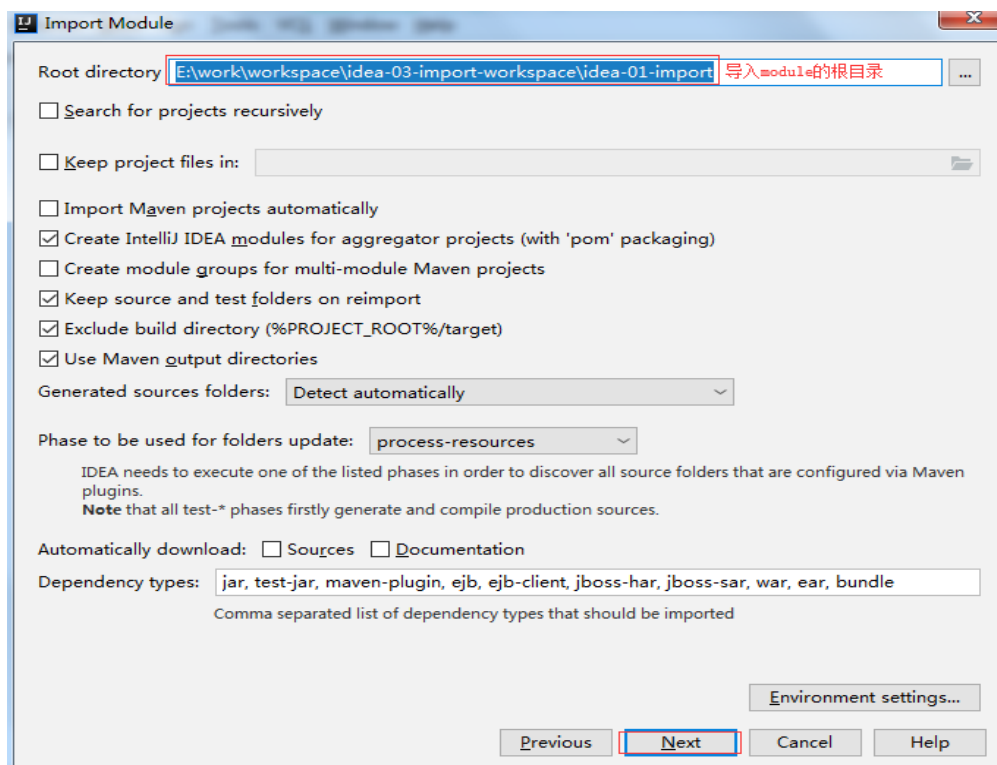 Import Module
Root directory E:\work\workspace\idea-03-import-workspace\idea-01-import 导入module的根目录 ...
Search for projects recursively
Keep project files in:
Import Maven projects automatically
Create IntelliJ IDEA modules for aggregator projects (with 'pom' packaging)
Create module groups for multi-module Maven projects
Keep source and test folders on reimport
Exclude build directory (%PROJECT_ROOT%/target)
Use Maven output directories
Generated sources folders: Detect automatically
Phase to be used for folders update: process-resources
IDEA needs to execute one of the listed phases in order to discover all source folders that are configured via Maven
plugins.
Note that all test-* phases firstly generate and compile production sources.
Automatically download: Sources Documentation
Dependency types: jar, test-jar, maven-plugin, ejb, ejb-client, jboss-har, jboss-sar, war, ear, bundle
Comma separated list of dependency types that should be imported
Environment settings...
Previous Next Cancel Help